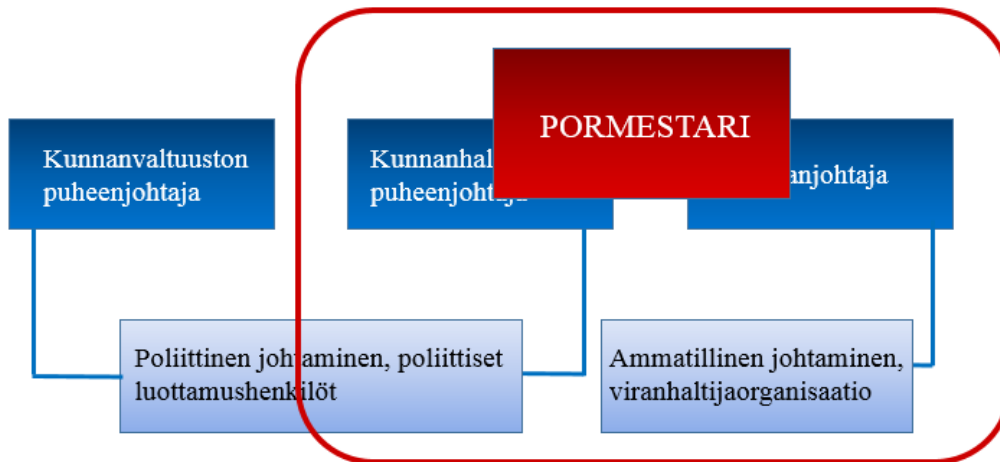 PORMESTARI
Kunnanvaltuuston
puheenjohtaja
Kunnanhal
puheenjohtaja
anjohtaja
Poliittinen johtaminen, poliittiset
luottamushenkilöt
Ammatillinen johtaminen,
viranhaltijaorganisaatio